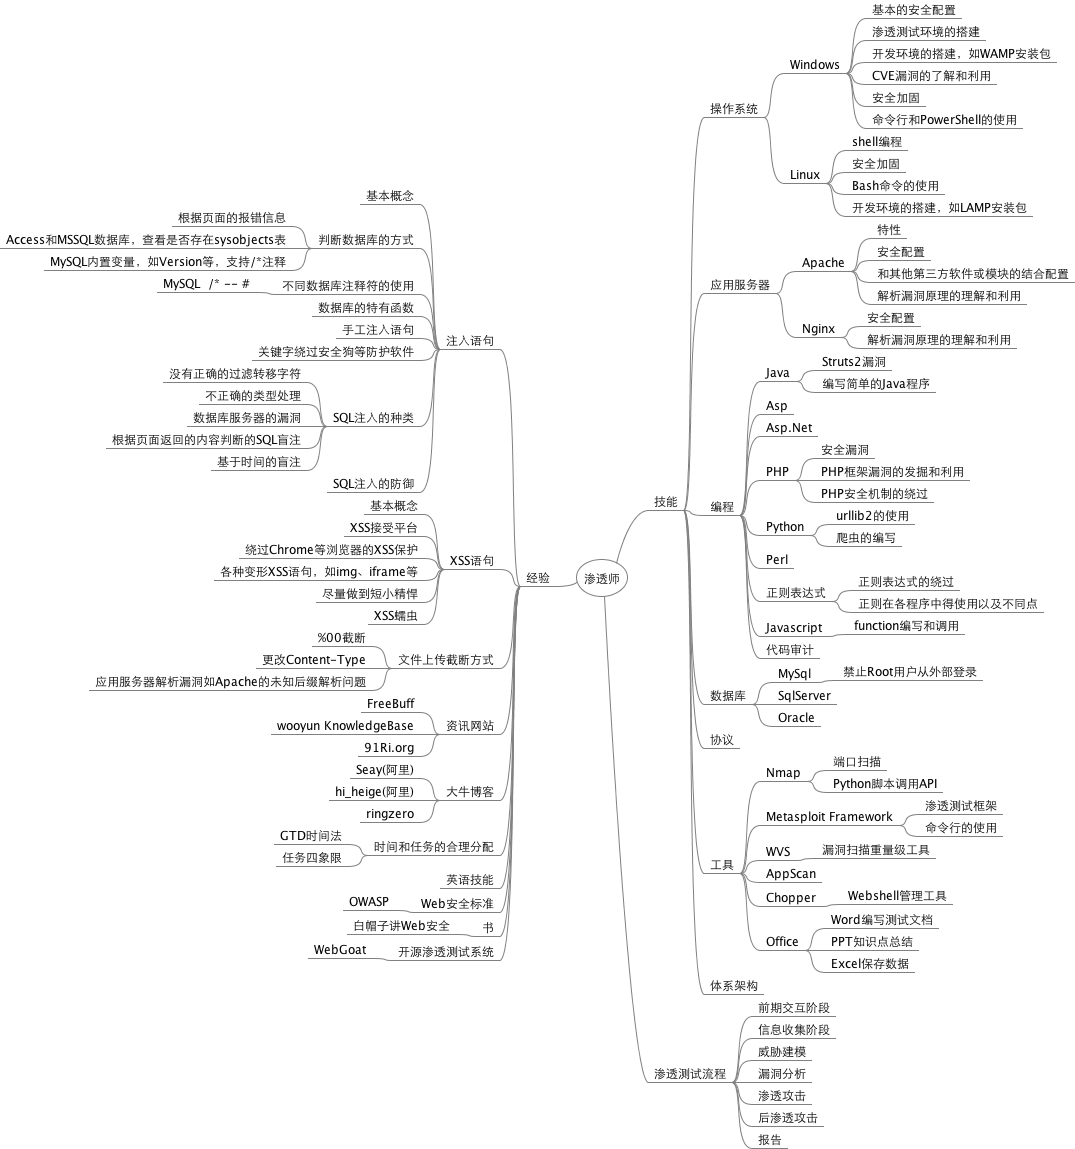 渗透师
技能
操作系统
Windows
基本的安全配置
渗透测试环境的搭建
开发环境的搭建，如WAMP安装包
CVE漏洞的了解和利用
安全加固
命令行和PowerShell的使用
Linux
shell编程
安全加固
Bash命令的使用
开发环境的搭建，如LAMP安装包
应用服务器
Apache
特性
安全配置
和其他第三方软件或模块的结合配置
解析漏洞原理的理解和利用
Nginx
安全配置
解析漏洞原理的理解和利用
编程
Java
Struts2漏洞
编写简单的Java程序
Asp
Asp.Net
PHP
安全漏洞
PHP框架漏洞的发掘和利用
PHP安全机制的绕过
Python
urllib2的使用
爬虫的编写
Perl
正则表达式
正则表达式的绕过
正则在各程序中得使用以及不同点
Javascript
function编写和调用
代码审计
数据库
MySql
禁止Root用户从外部登录
SqlServer
Oracle
协议
工具
Nmap
端口扫描
Python脚本调用API
Metasploit Framework
渗透测试框架
命令行的使用
WVS
漏洞扫描重量级工具
AppScan
Chopper
Webshell管理工具
Office
Word编写测试文档
PPT知识点总结
Excel保存数据
体系架构
渗透测试流程
前期交互阶段
信息收集阶段
威胁建模
漏洞分析
渗透攻击
后渗透攻击
报告
经验
注入语句
基本概念
判断数据库的方式
根据页面的报错信息
Access和MSSQL数据库，查看是否存在sysobjects表
MySQL内置变量，如Version等，支持/*注释
不同数据库注释符的使用
MySQL /* -- #
数据库的特有函数
手工注入语句
关键字绕过安全狗等防护软件
SQL注入的种类
没有正确的过滤转移字符
不正确的类型处理
数据库服务器的漏洞
根据页面返回的内容判断的SQL盲注
基于时间的盲注
SQL注入的防御
XSS语句
基本概念
XSS接受平台
绕过Chrome等浏览器的XSS保护
各种变形XSS语句，如img、iframe等
尽量做到短小精悍
XSS蠕虫
文件上传截断方式
%00截断
更改Content-Type
应用服务器解析漏洞如Apache的未知后缀解析问题
资讯网站
FreeBuff
wooyun KnowledgeBase
91Ri.org
大牛博客
Seay(阿里)
hi_heige(阿里)
ringzero
时间和任务的合理分配
GTD时间法
任务四象限
英语技能
Web安全标准
OWASP
书
白帽子讲Web安全
开源渗透测试系统
WebGoat